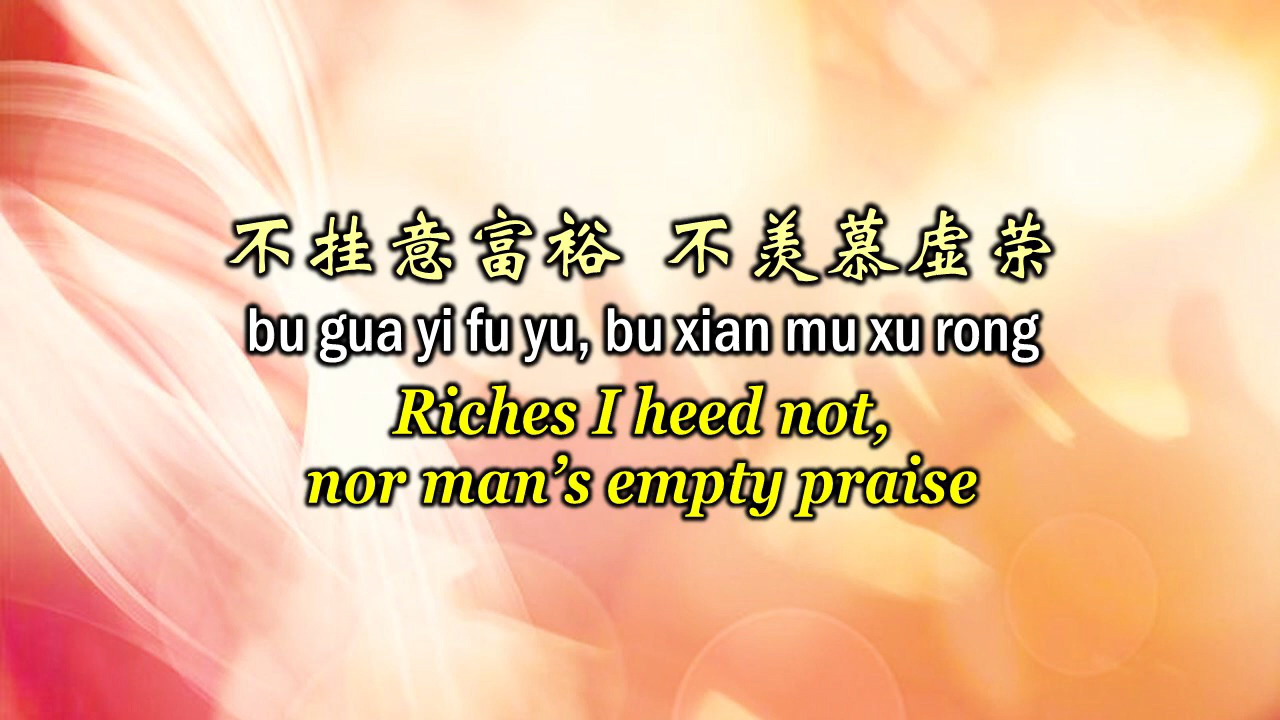 不挂意富裕 不羡慕虚荣
bu gua yi fu yu, bu xian mu xu rong
Riches I heed not,
nor man’s empty praise